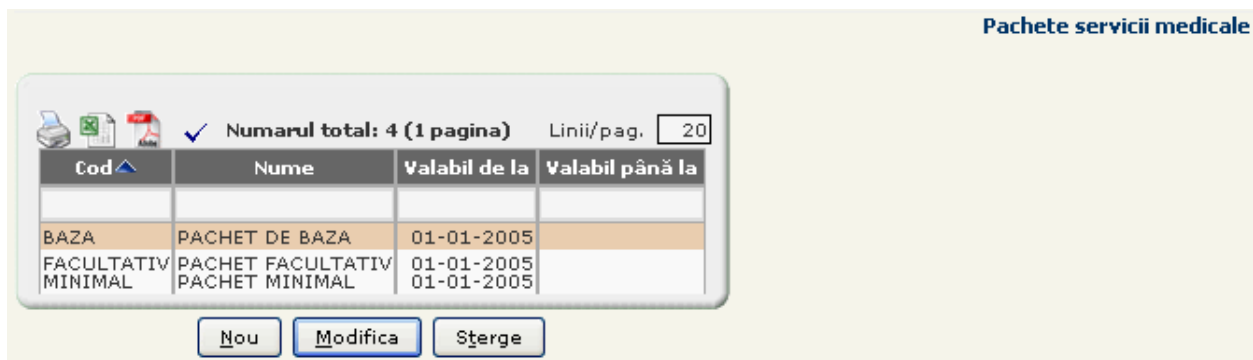 Pachete servicii medicale
Numarul total: 4 (1 pagina) Linii/pag. 20
Cod Nume Valabil de la Valabil până la
BAZA PACHET DE BAZA 01-01-2005
FACULTATIV PACHET FACULTATIV 01-01-2005
MINIMAL PACHET MINIMAL 01-01-2005
Nou Modifica Sterge